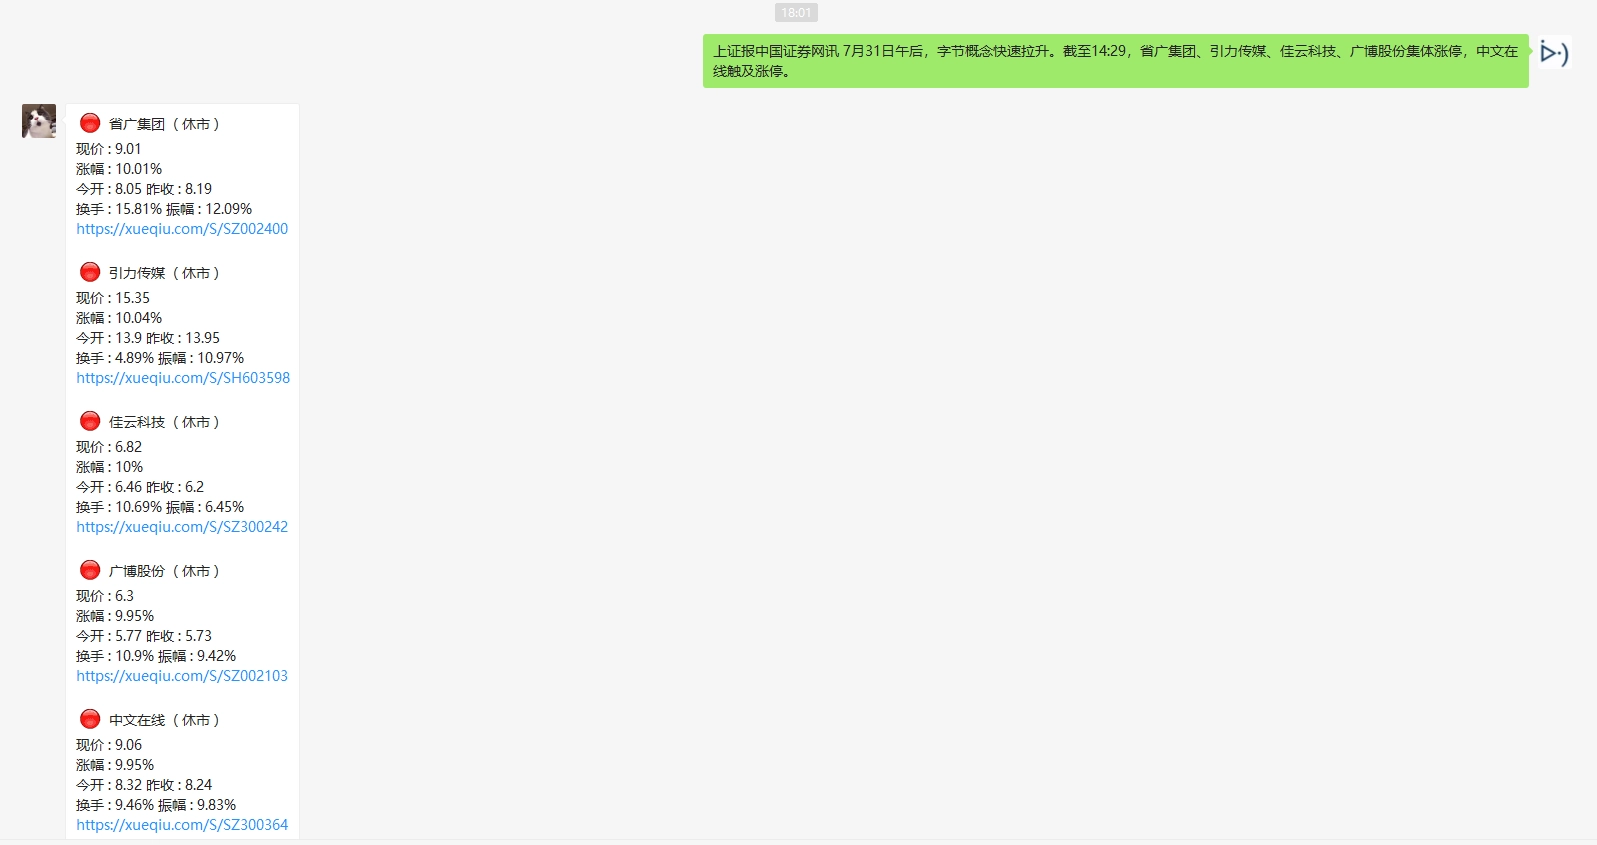 18:01
上证报中国证券网讯 7月31日午后，字节概念快速拉升。截至14:29，省广集团、引力传媒、佳云科技、广博股份集体涨停，中文在
线触及涨停。
省广集团（休市）
现价 : 9.01
涨幅 : 10.01%
今开 : 8.05 昨收 : 8.19
换手 : 15.81% 振幅 : 12.09%
https://xueqiu.com/S/SZ002400
引力传媒（休市）
现价 : 15.35
涨幅 : 10.04%
今开 : 13.9 昨收 : 13.95
换手 : 4.89% 振幅 : 10.97%
https://xueqiu.com/S/SH603598
佳云科技（休市）
现价 : 6.82
涨幅 : 10%
今开 : 6.46 昨收 : 6.2
换手 : 10.69% 振幅 : 6.45%
https://xueqiu.com/S/SZ300242
广博股份（休市）
现价 : 6.3
涨幅 : 9.95%
今开 : 5.77 昨收 : 5.73
换手 : 10.9% 振幅 : 9.42%
https://xueqiu.com/S/SZ002103
中文在线（休市）
现价 : 9.06
涨幅 : 9.95%
今开 : 8.32 昨收 : 8.24
换手 : 9.46% 振幅 : 9.83%
https://xueqiu.com/S/SZ300364